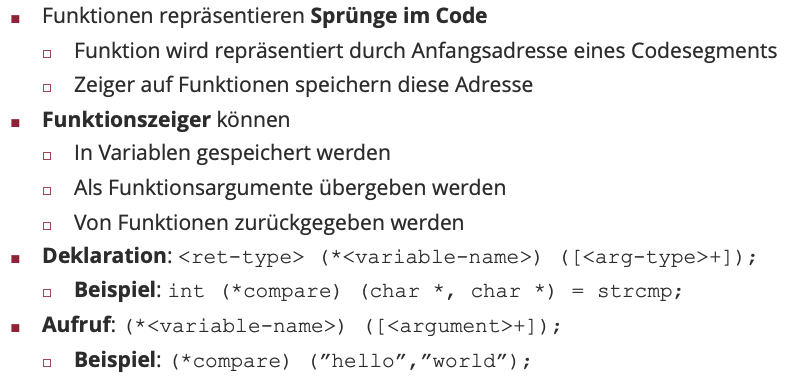 Funktionen repräsentieren Sprünge im Code
Funktion wird repräsentiert durch Anfangsadresse eines Codesegments
Zeiger auf Funktionen speichern diese Adresse
Funktionszeiger können
In Variablen gespeichert werden
Als Funktionsargumente übergeben werden
Von Funktionen zurückgegeben werden
Deklaration: <ret-type> (*<variable-name>) ([<arg-type>+]);
Beispiel: int (*compare) (char *, char *) = strcmp;
Aufruf: (*<variable-name>) ([<argument>+]);
Beispiel: (*compare) (”hello”,”world”);